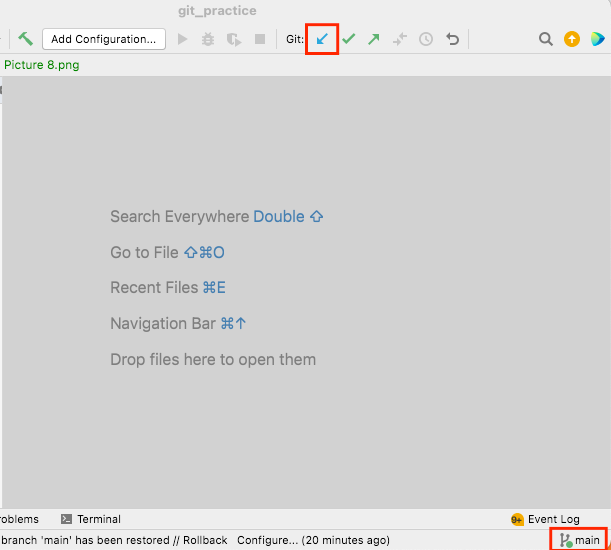 git_practice
Add Configuration... Git:
Picture 8.png
Search Everywhere Double ⇧
Go to File ⇧⌘O
Recent Files ⌘E
Navigation Bar ⌘↑
Drop files here to open them
roblems Terminal 9+ Event Log
branch 'main' has been restored // Rollback Configure... (20 minutes ago) main